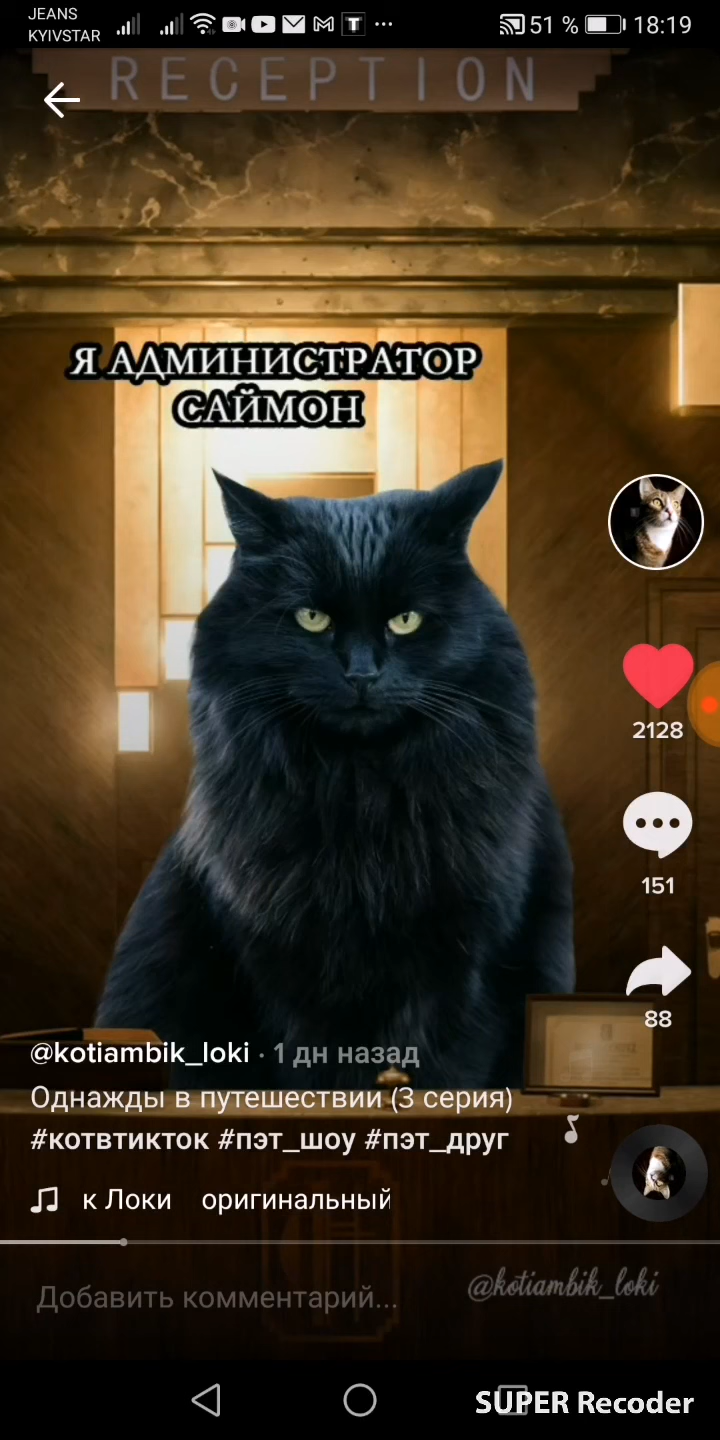 JEANS
KYIVSTAR
51 %
18:19
RECEPTION
Я АДМИНИСТРАТОР
САЙМОН
2128
151
88
@kotiambik_loki · 1 дн назад
Однажды в путешествии (3 серия)
#котвтикток #пэт_шоу #пэт_друг
к Локи оригинальный
@kotiambik_loki
Добавить комментарий...
SUPER Recoder